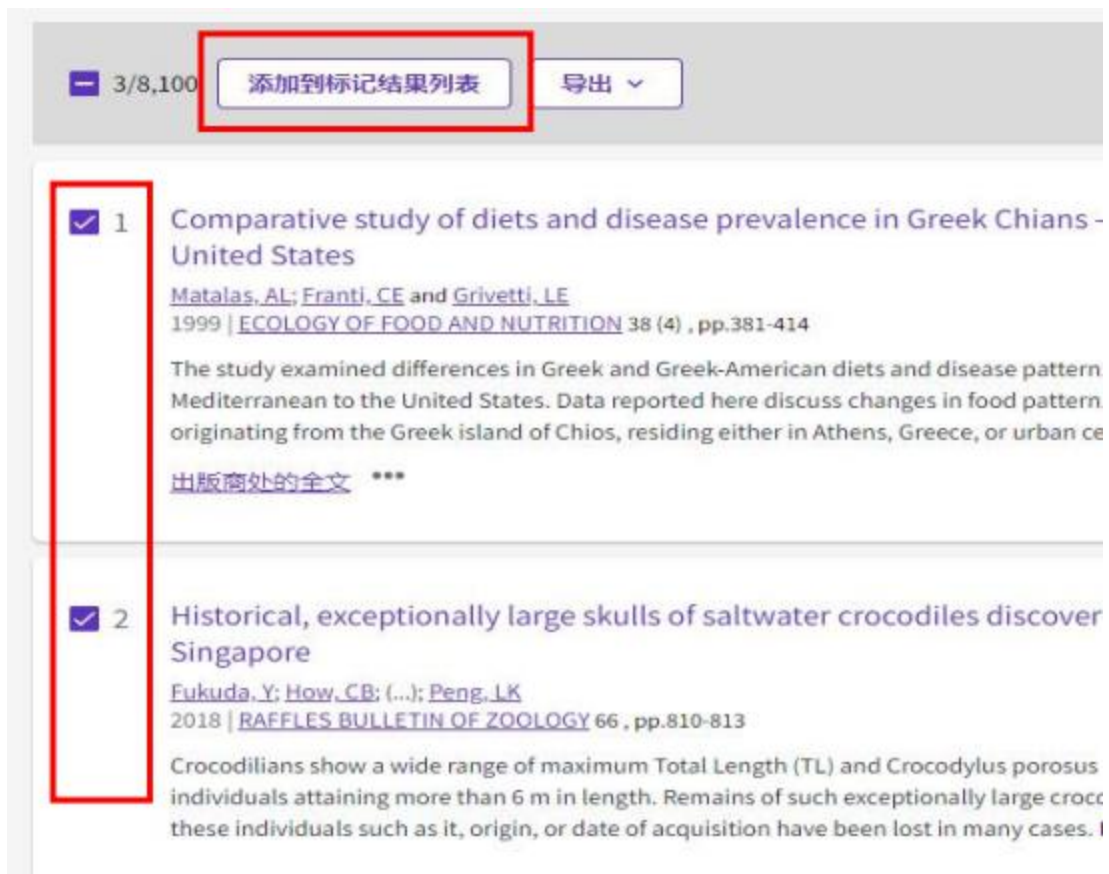 3/8,100 添加到标记结果列表 导出
1 Comparative study of diets and disease prevalence in Greek Chians -
United States
Matalas, AL; Franti, CE and Grivetti, LE
1999 | ECOLOGY OF FOOD AND NUTRITION 38 (4) , pp.381-414
The study examined differences in Greek and Greek-American diets and disease pattern
Mediterranean to the United States. Data reported here discuss changes in food pattern
originating from the Greek island of Chios, residing either in Athens, Greece, or urban ce
出版商处的全文 •••
2 Historical, exceptionally large skulls of saltwater crocodiles discover
Singapore
Fukuda, Y; How, CB; (...); Peng, LK
2018 | RAFFLES BULLETIN OF ZOOLOGY 66 , pp.810-813
Crocodilians show a wide range of maximum Total Length (TL) and Crocodylus porosus
individuals attaining more than 6 m in length. Remains of such exceptionally large croc
these individuals such as it, origin, or date of acquisition have been lost in many cases.